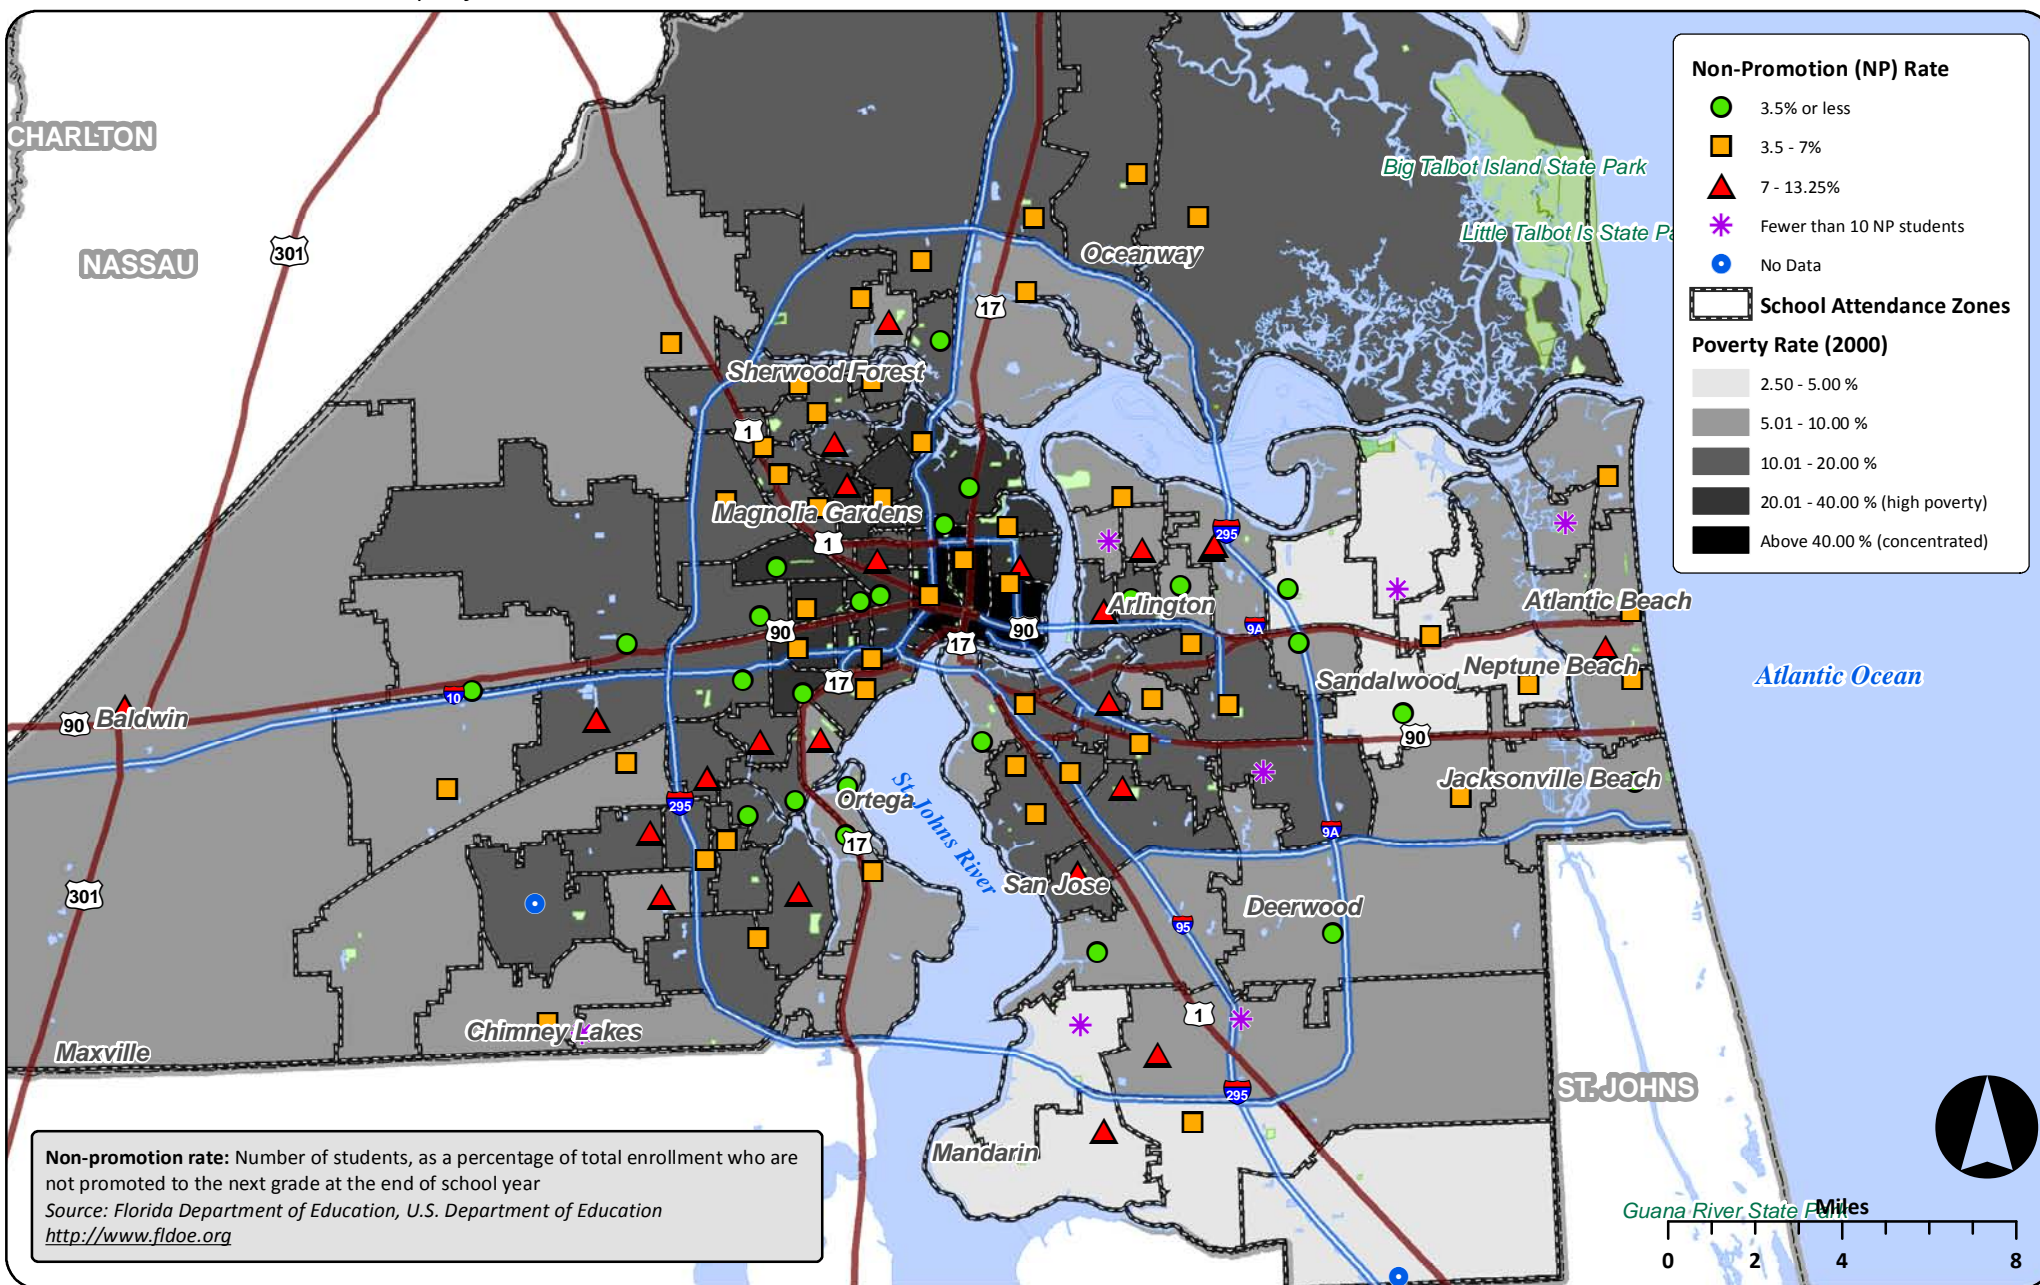 Non-Promotion (NP) Rate
3.5% or less
3.5 - 7%
7 - 13.25%
Fewer than 10 NP students
No Data
School Attendance Zones
Poverty Rate (2000)
2.50 - 5.00 %
5.01 - 10.00 %
10.01 - 20.00 %
20.01 - 40.00 % (high poverty)
Above 40.00 % (concentrated)
CHARLTON
NASSAU
301
Big Talbot Island State Park
Little Talbot Is State Pa
Oceanway
17
Sherwood Forest
1
Magnolia Gardens
1
295
Arlington
Atlantic Beach
90
90
17
9A
Neptune Beach
Sandalwood
Atlantic Ocean
17
10
90
Baldwin
90
Jacksonville Beach
295
Ortega
St Johns River
17
9A
301
San Jose
Deerwood
95
1
Chimney Lakes
Maxville
295
ST. JOHNS
Mandarin
Guana River State Park
Miles
0 2 4 8
Non-promotion rate: Number of students, as a percentage of total enrollment who are
not promoted to the next grade at the end of school year
Source: Florida Department of Education, U.S. Department of Education
http://www.fldoe.org